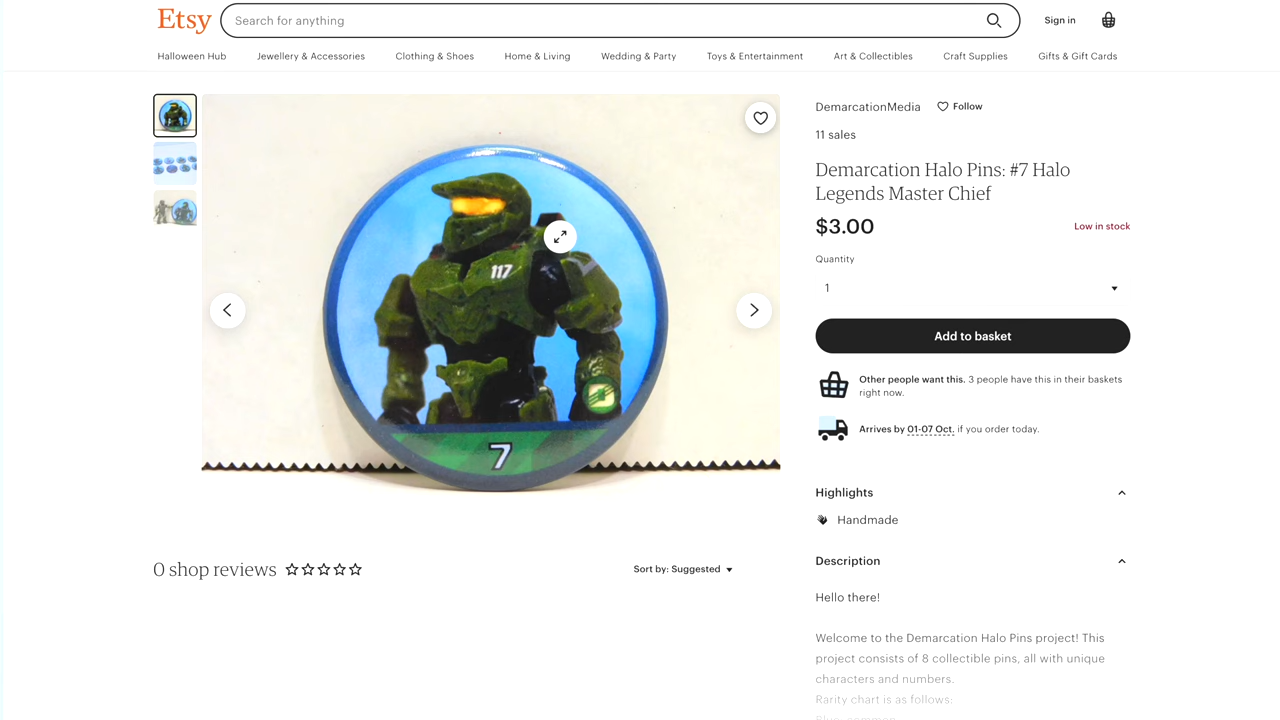 Etsy
Search for anything
Sign in
Halloween Hub
Jewellery & Accessories
Clothing & Shoes
Home & Living
Wedding & Party
Toys & Entertainment
Art & Collectibles
Craft Supplies
Gifts & Gift Cards
117
7
DemarcationMedia
Follow
11 sales
Demarcation Halo Pins: #7 Halo
Legends Master Chief
$3.00
Low in stock
Quantity
1
Add to basket
Other people want this. 3 people have this in their baskets
right now.
Arrives by 01-07 Oct. if you order today.
Highlights
Handmade
Description
Hello there!
Welcome to the Demarcation Halo Pins project! This
project consists of 8 collectible pins, all with unique
characters and numbers.
Rarity chart is as follows:
0 shop reviews
Sort by: Suggested